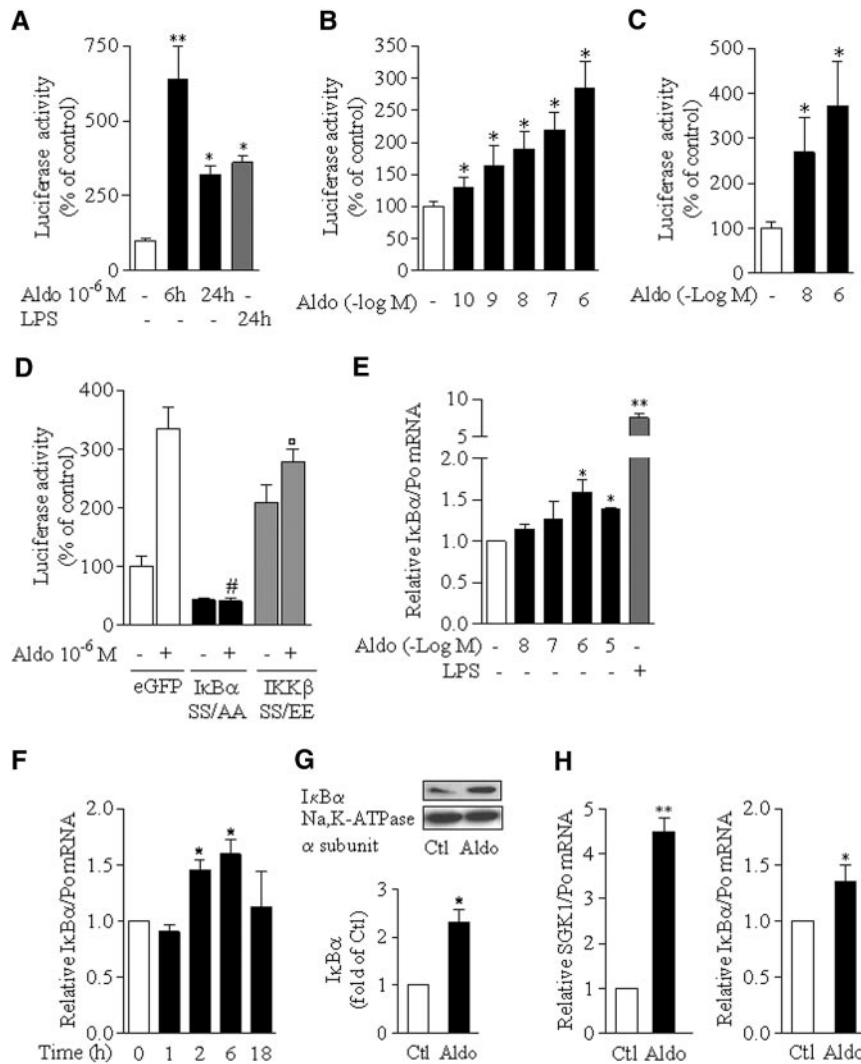 A
Luciferase activity
(% of control)
750
500
250
0
**
*
*
Aldo 10-6 M - 6h 24h -
LPS - - - 24h
B
Luciferase activity
(% of control)
350
300
250
200
150
100
50
0
*
*
*
*
*
Aldo (-log M) - 10 9 8 7 6
C
Luciferase activity
(% of control)
500
400
300
200
100
0
*
*
Aldo (-Log M) - 8 6
D
Luciferase activity
(% of control)
400
300
200
100
0
#
¤
Aldo 10-6 M - + - + - +
eGFP IκBα IKKβ
SS/AA SS/EE
E
Relative IκBα/Po mRNA
10
5
2.0
1.5
1.0
0.5
0.0
*
*
**
Aldo (-Log M) - 8 7 6 5 -
LPS - - - - - +
F
Relative IκBα/Po mRNA
2.0
1.5
1.0
0.5
0.0
*
*
Time (h) 0 1 2 6 18
G
IκBα
Na,K-ATPase
α subunit Ctl Aldo
IκBα
(fold of Ctl)
3
2
1
0
*
Ctl Aldo
H
Relative SGK1/Po mRNA
5
4
3
2
1
0
**
Ctl Aldo
Relative IκBα/Po mRNA
2.0
1.5
1.0
0.5
0.0
*
Ctl Aldo